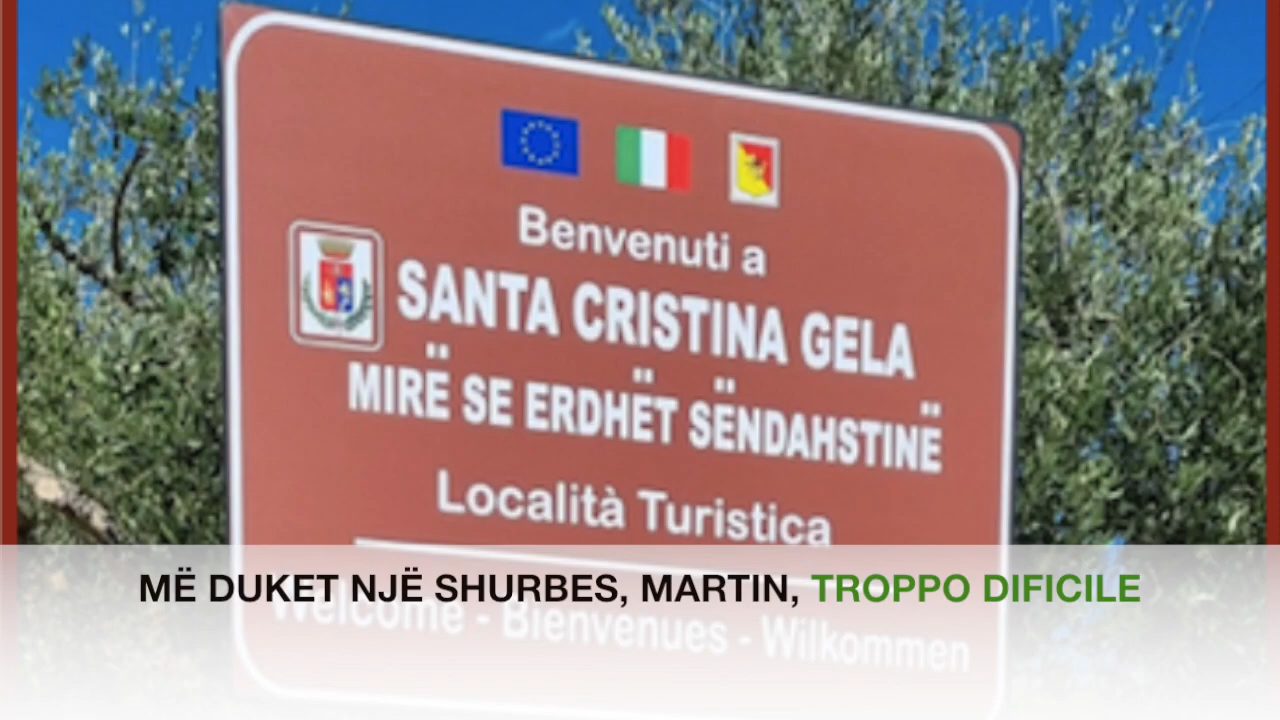 Benvenuti a
SANTA CRISTINA GELA
MIRË SE ERDHËT SËNDAHSTINË
Località Turistica
MË DUKET NJË SHURBES, MARTIN, TROPPO DIFICILE
Welcome - Bienvenues - Wilkommen